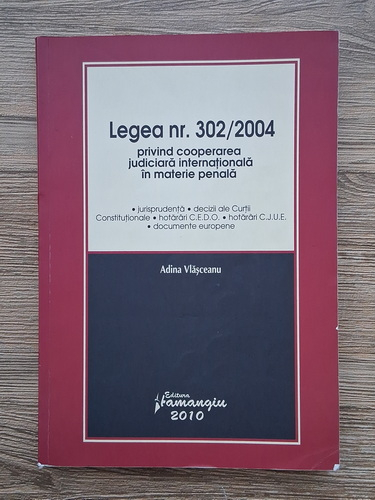 Legea nr. 302/2004
privind cooperarea
judiciară internațională
în materie penală
• jurisprudență • decizii ale Curții
Constituționale • hotărâri C.E.D.O. • hotărâri C.J.U.E.
• documente europene
Adina Vlășceanu
Editura
Hamangiu
2010